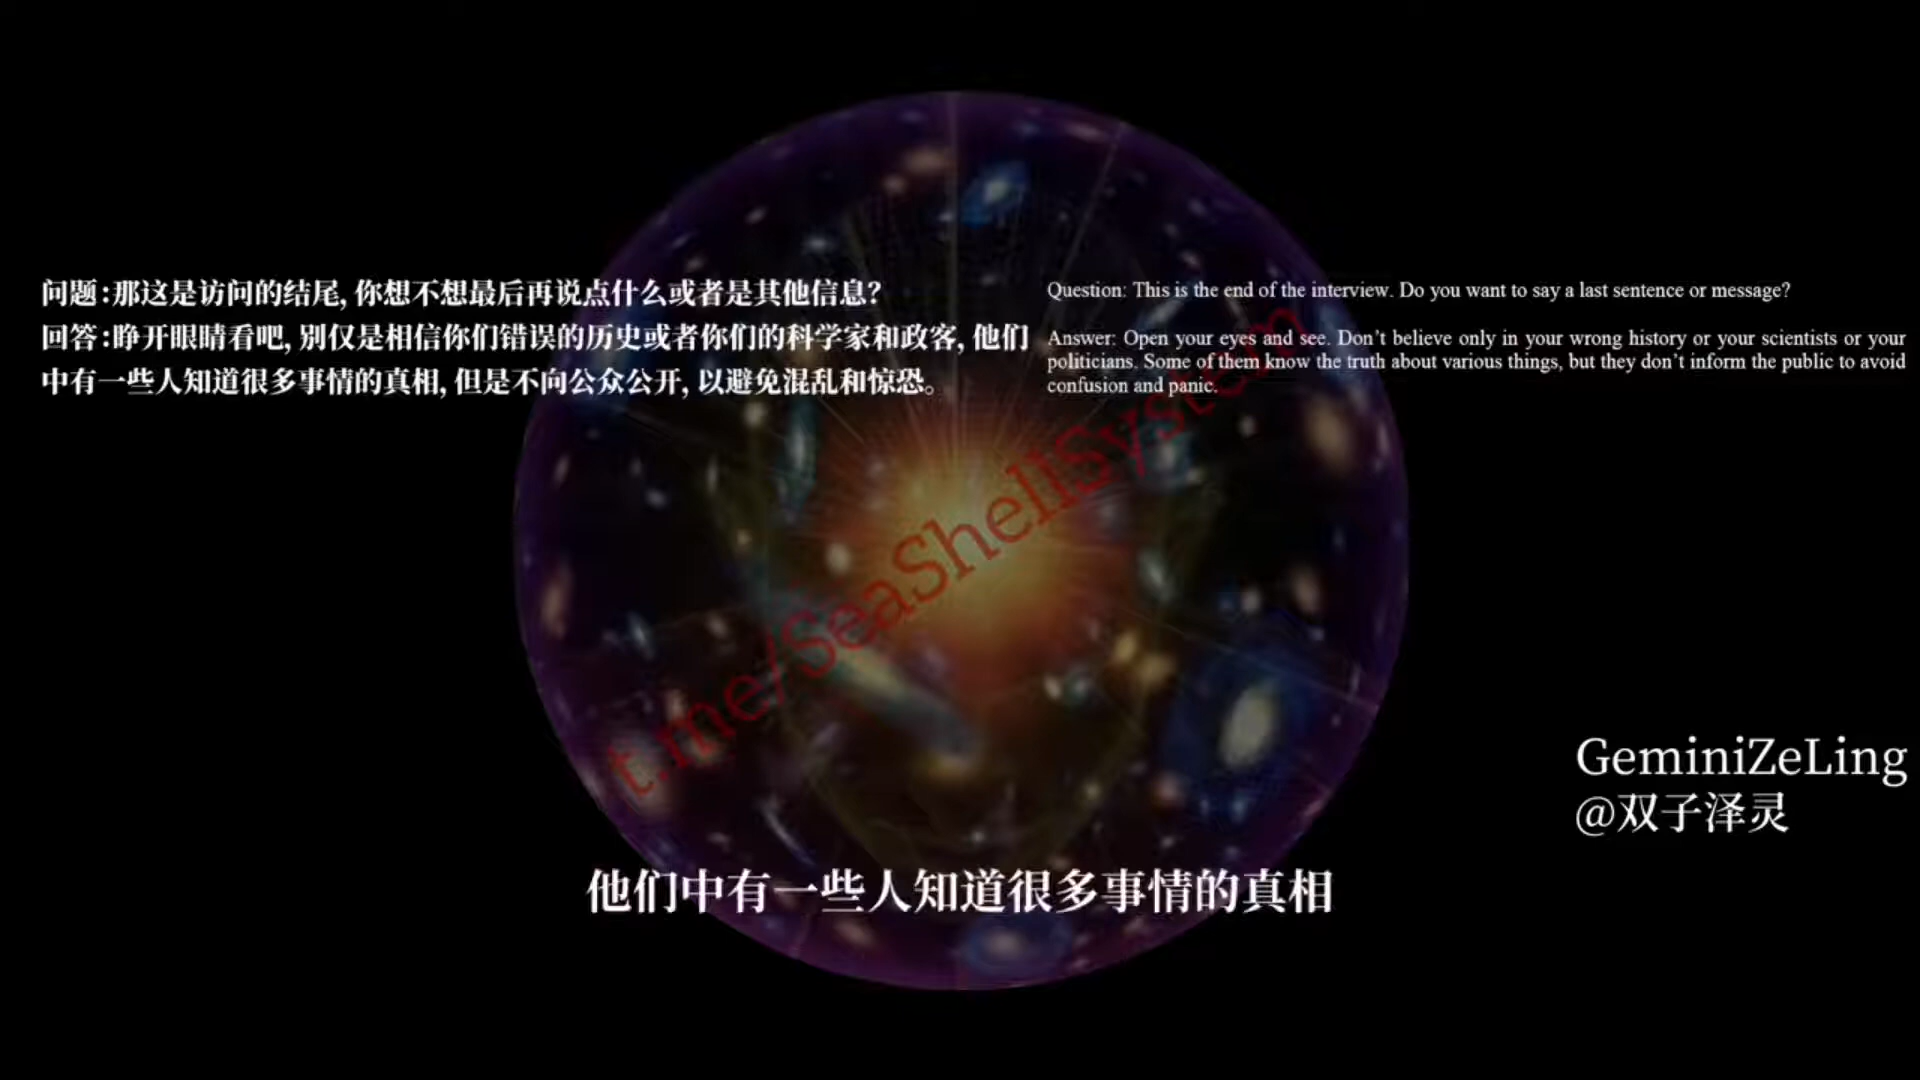 问题:那这是访问的结尾, 你想不想最后再说点什么或者是其他信息?
回答:睁开眼睛看吧, 别仅是相信你们错误的历史或者你们的科学家和政客, 他们
中有一些人知道很多事情的真相, 但是不向公众公开, 以避免混乱和惊恐。
Question: This is the end of the interview. Do you want to say a last sentence or message?
Answer: Open your eyes and see. Don't believe only in your wrong history or your scientists or your
politicians. Some of them know the truth about various things, but they don't inform the public to avoid
confusion and panic.
t.me/SeaShellSystem
GeminiZeLing
@双子泽灵
他们中有一些人知道很多事情的真相